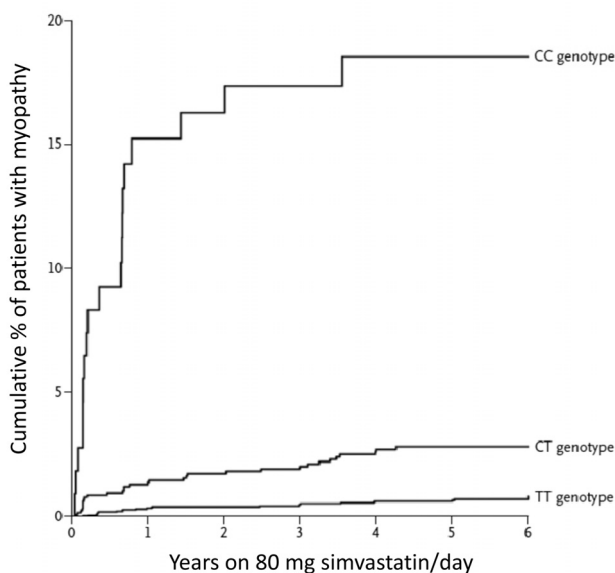 20
CC genotype
15
10
5
CT genotype
TT genotype
0
0 1 2 3 4 5 6
Cumulative % of patients with myopathy
Years on 80 mg simvastatin/day